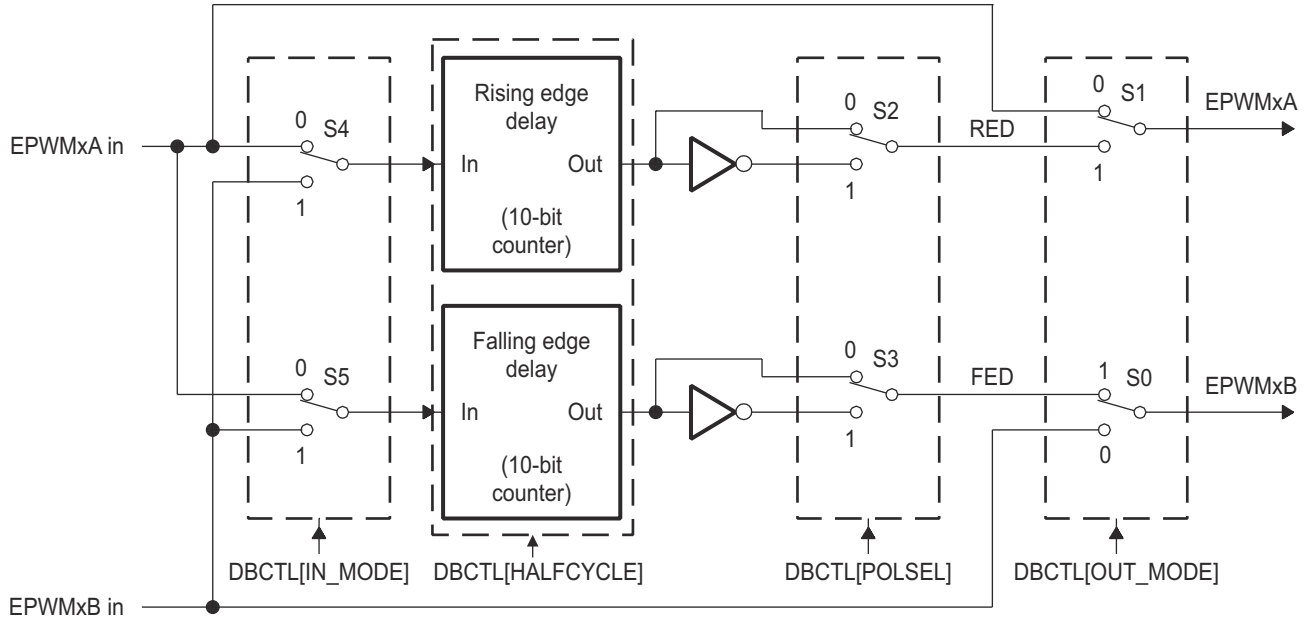 0 S1
EPWMxA
0 S2
RED
1
EPWMxA in
0 S4
1
Rising edge
delay
In Out
(10-bit
counter)
1
Falling edge
delay
In Out
(10-bit
counter)
0 S5
1
0 S3
FED
1
1 S0
EPWMxB
0
DBCTL[IN_MODE]
DBCTL[HALFCYCLE]
DBCTL[POLSEL]
DBCTL[OUT_MODE]
EPWMxB in